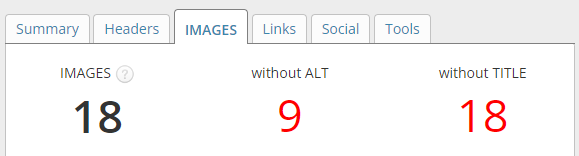 Summary Headers IMAGES Links Social Tools
IMAGES ? without ALT without TITLE
18 9 18